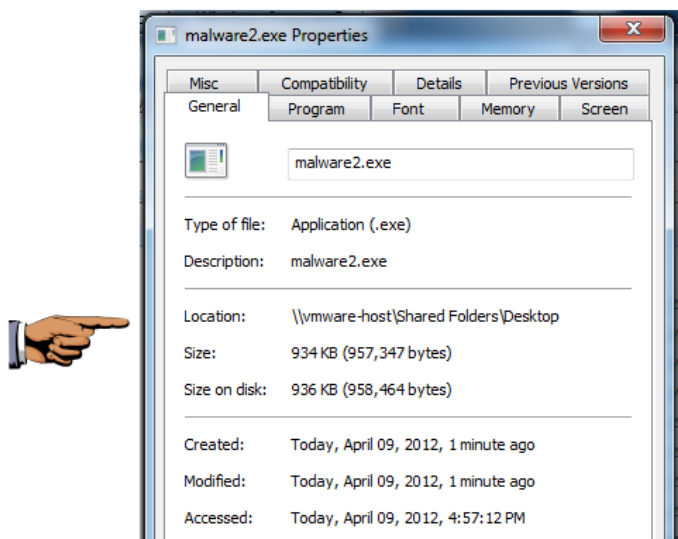 malware2.exe Properties
Misc Compatibility Details Previous Versions
General Program Font Memory Screen
malware2.exe
Type of file: Application (.exe)
Description: malware2.exe
Location: \\vmware-host\Shared Folders\Desktop
Size: 934 KB (957,347 bytes)
Size on disk: 936 KB (958,464 bytes)
Created: Today, April 09, 2012, 1 minute ago
Modified: Today, April 09, 2012, 1 minute ago
Accessed: Today, April 09, 2012, 4:57:12 PM